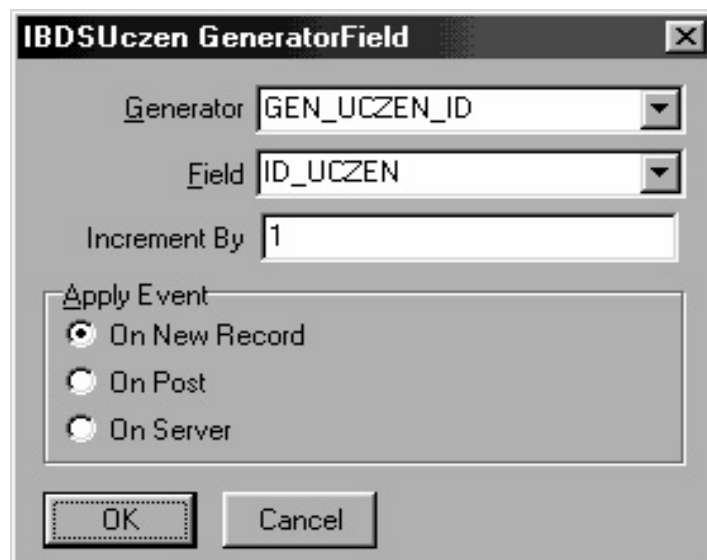 IBDSUczen GeneratorField
Generator GEN_UCZEN_ID
Field ID_UCZEN
Increment By 1
Apply Event
On New Record
On Post
On Server
OK Cancel